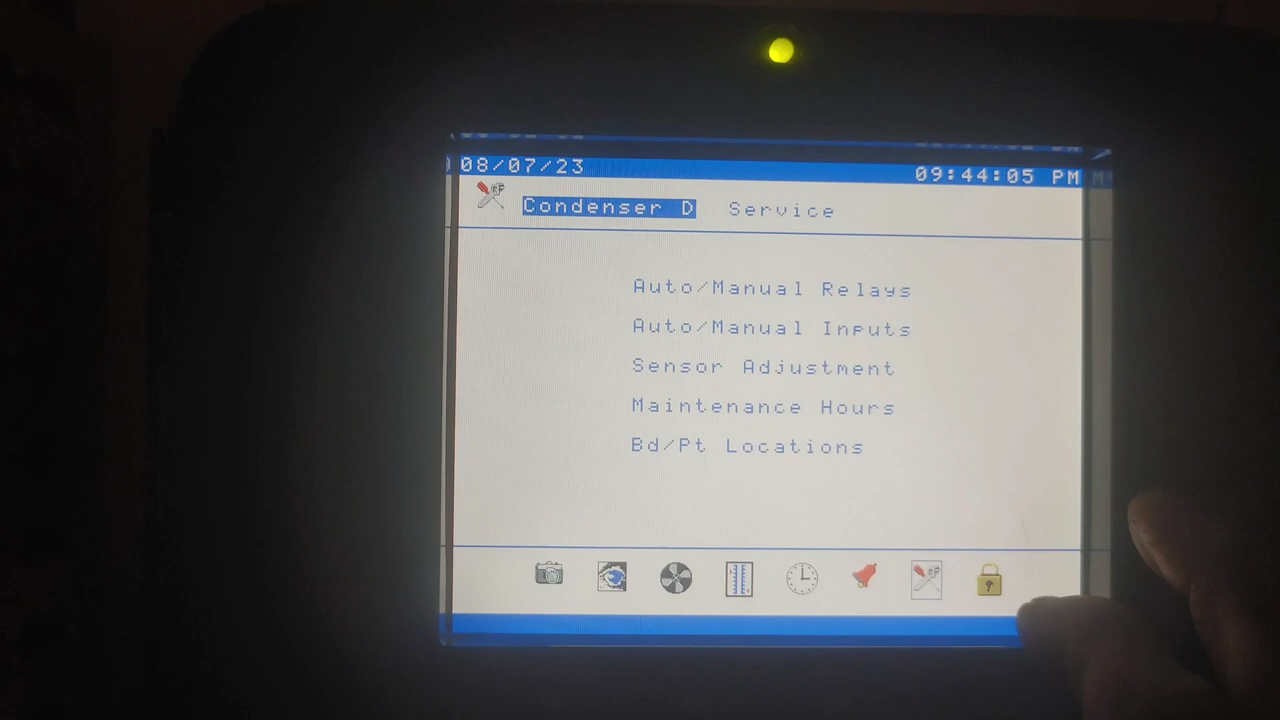 08/07/23
09:44:05 PM
Condenser D Service
Auto/Manual Relays
Auto/Manual Inputs
Sensor Adjustment
Maintenance Hours
Bd/Pt Locations